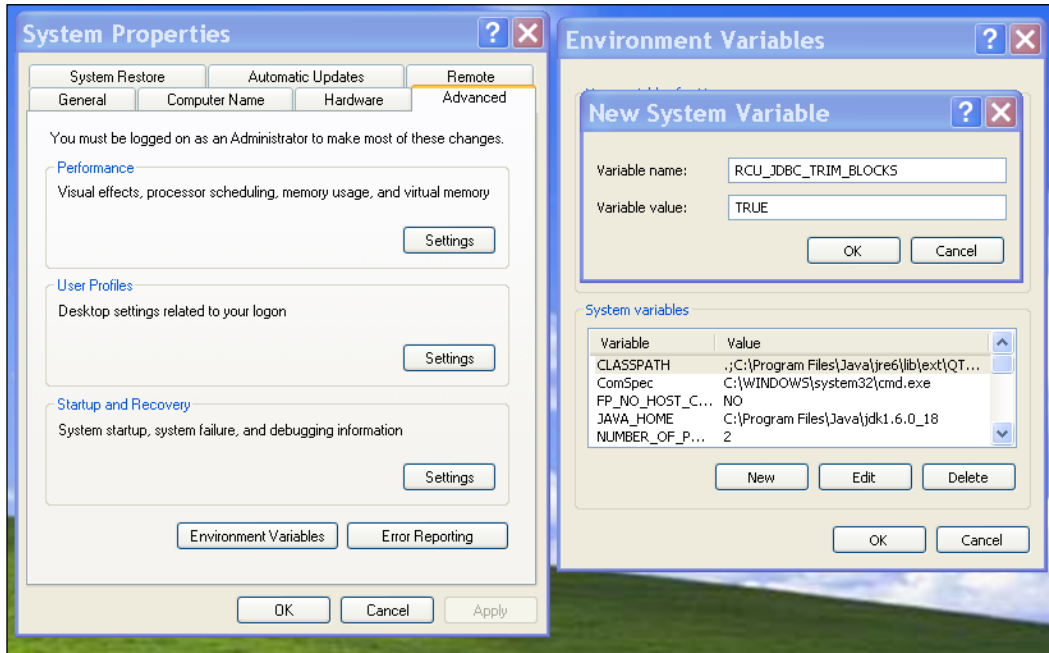 System Properties
System Restore Automatic Updates Remote
General Computer Name Hardware Advanced
You must be logged on as an Administrator to make most of these changes.
Performance
Visual effects, processor scheduling, memory usage, and virtual memory
Settings
User Profiles
Desktop settings related to your logon
Settings
Startup and Recovery
System startup, system failure, and debugging information
Settings
Environment Variables Error Reporting
OK Cancel Apply
Environment Variables
New System Variable
Variable name: RCU_JDBC_TRIM_BLOCKS
Variable value: TRUE
OK Cancel
System variables
Variable Value
CLASSPATH .;C:\Program Files\Java\jre6\lib\ext\QT...
ComSpec C:\WINDOWS\system32\cmd.exe
FP_NO_HOST_C... NO
JAVA_HOME C:\Program Files\Java\jdk1.6.0_18
NUMBER_OF_P... 2
New Edit Delete
OK Cancel